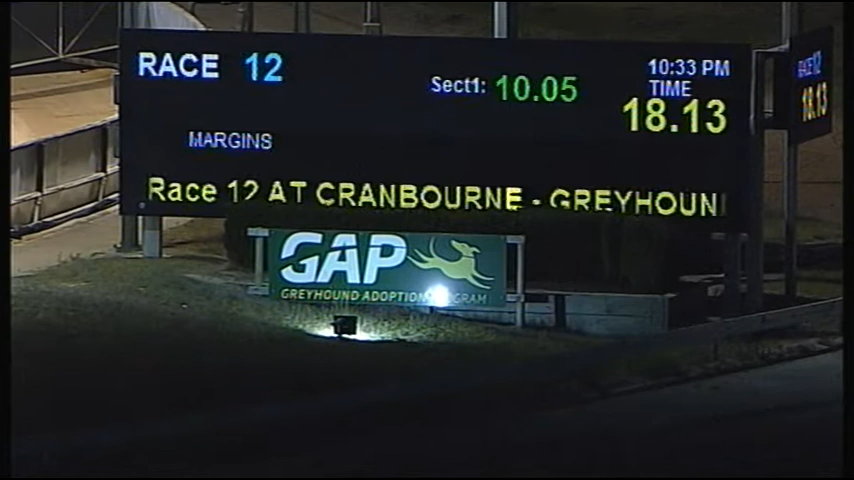 RACE 12
Sect1: 10.05
10:33 PM
TIME
18.13
MARGINS
Race 12 AT CRANBOURNE - GREYHOUN
GAP
GREYHOUND ADOPTION
RACE 12
18.13